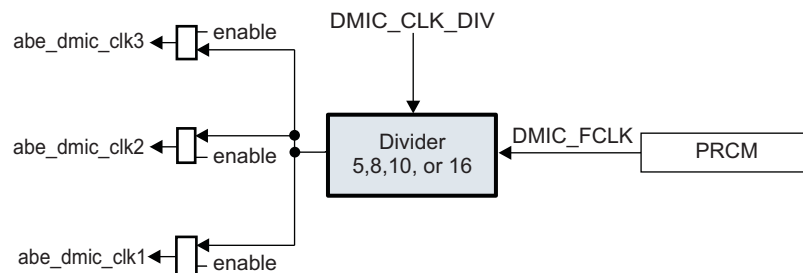 DMIC_CLK_DIV
enable
abe_dmic_clk3
Divider
5,8,10, or 16
DMIC_FCLK
PRCM
abe_dmic_clk2
enable
abe_dmic_clk1
enable